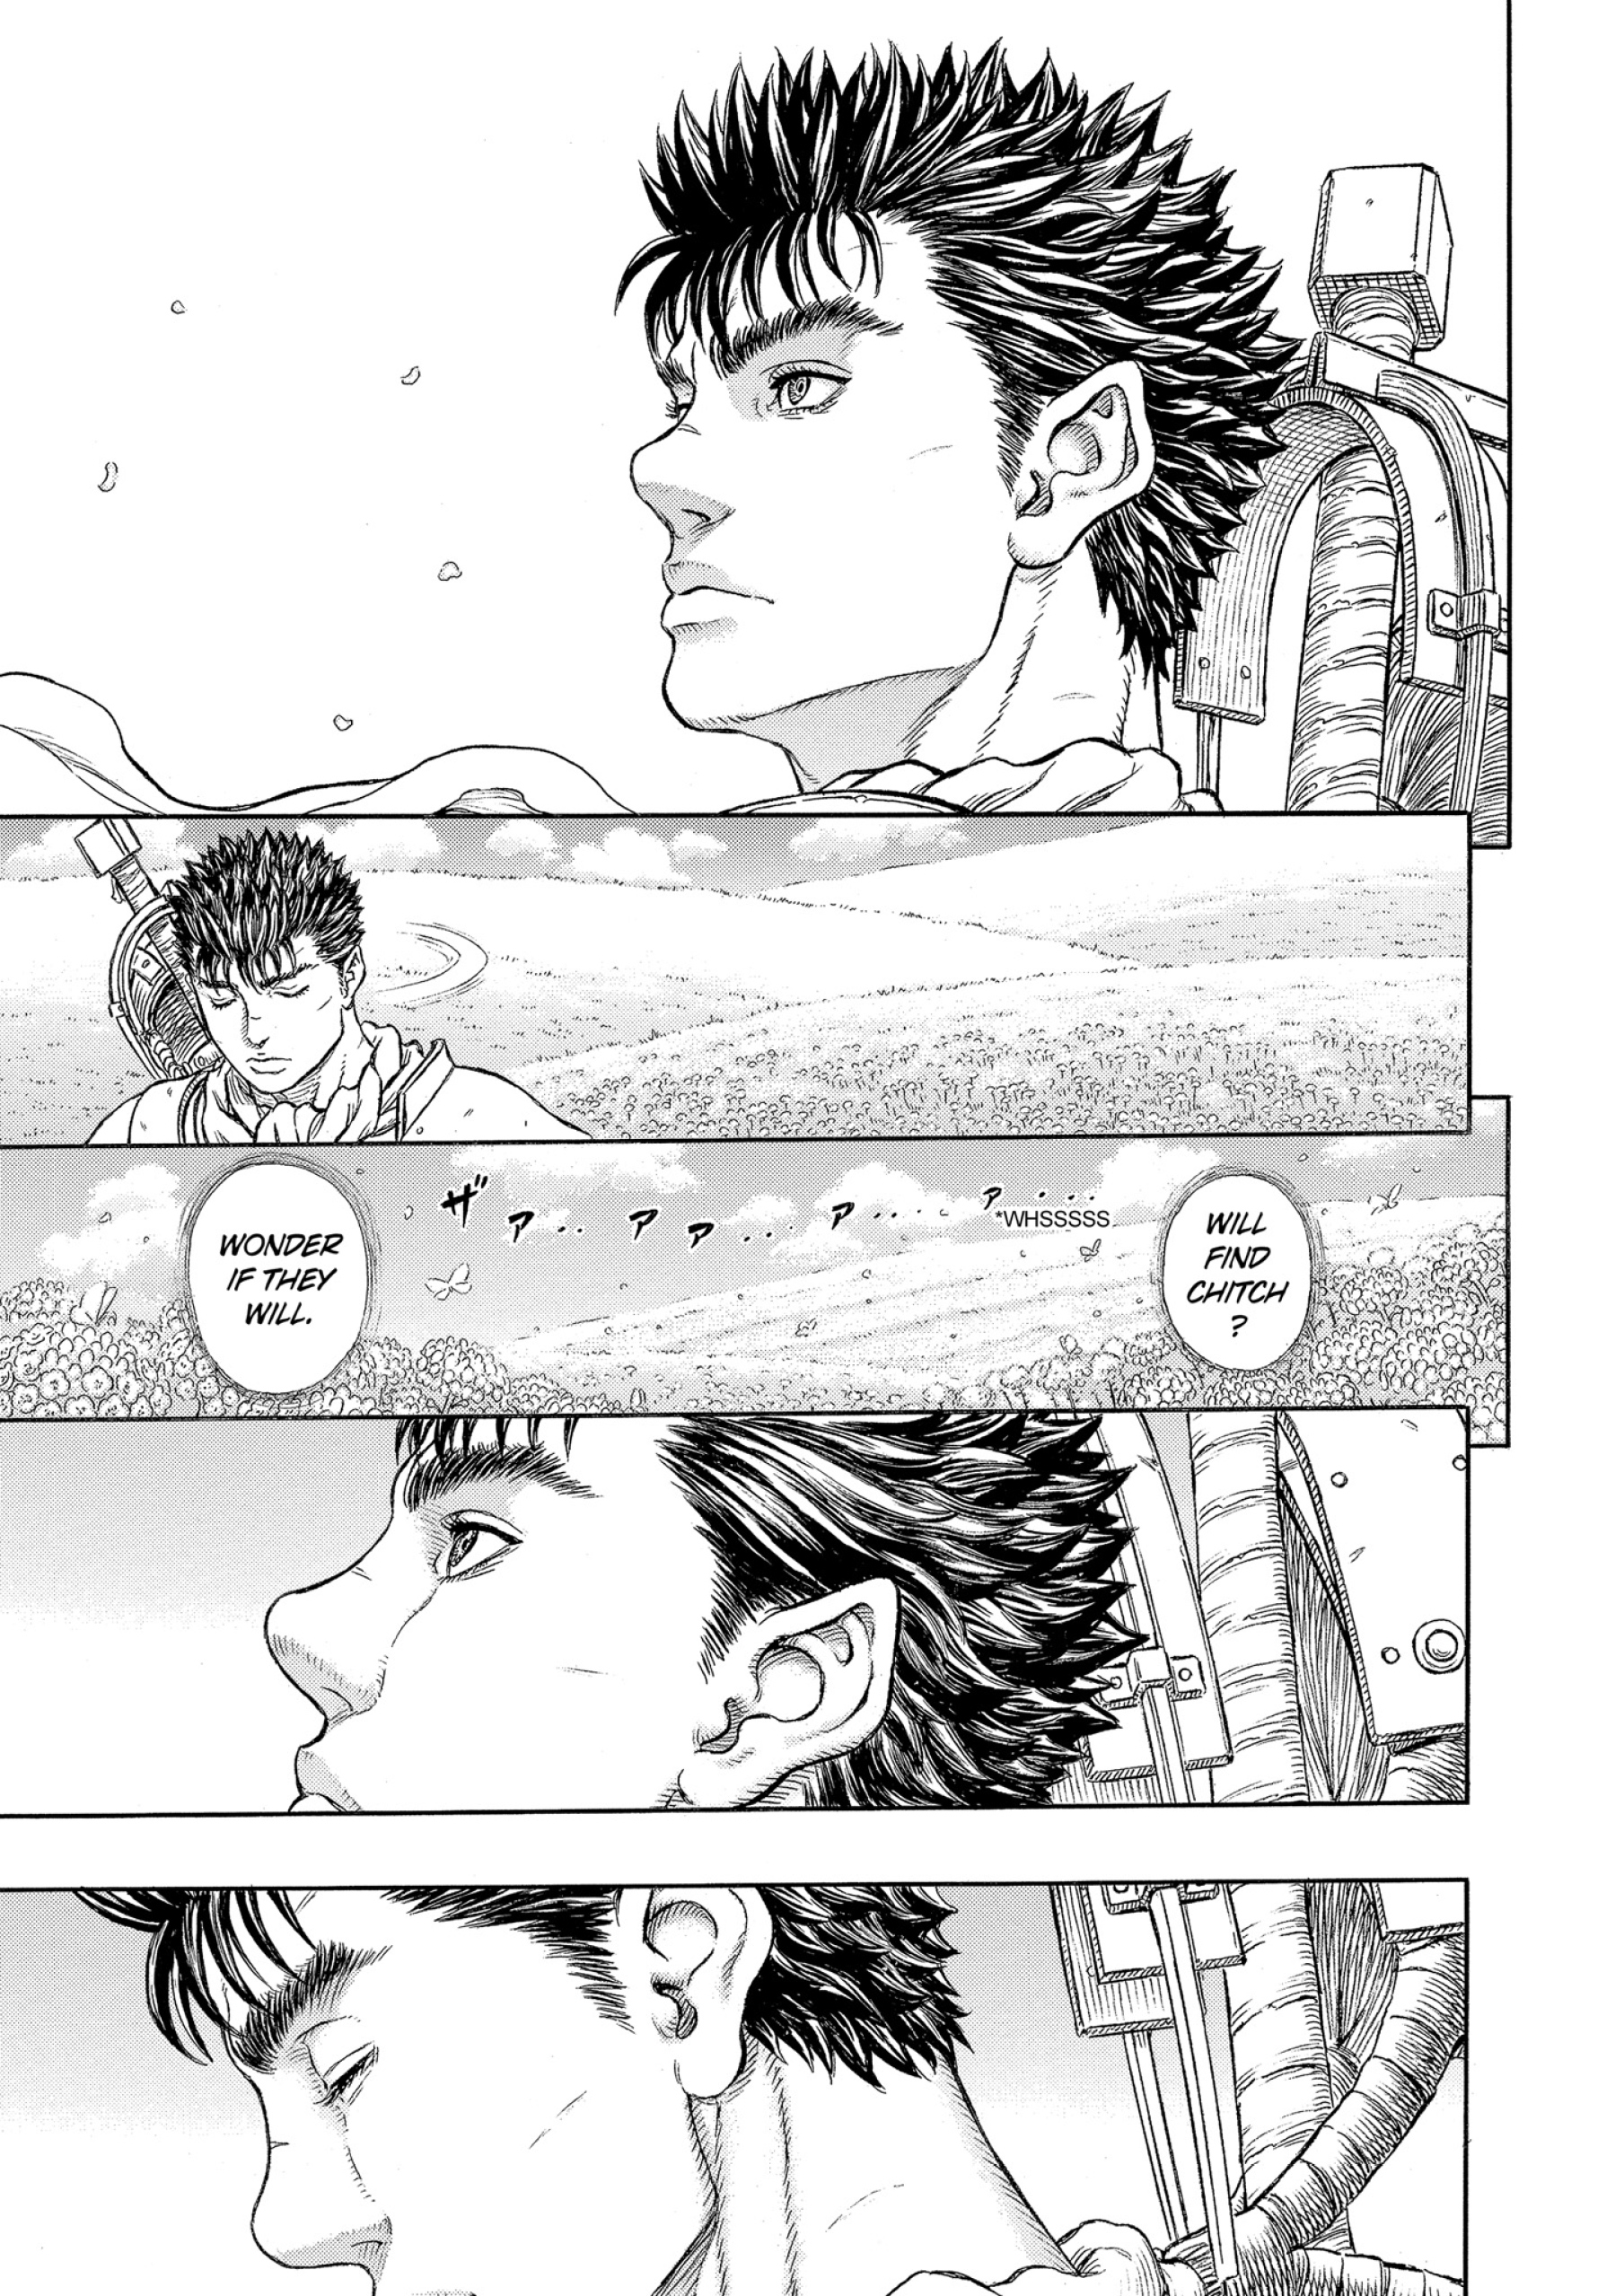 WILL
FIND
CHITCH
?
ザァ‥ァァ‥ァ‥‥ァ‥‥
*WHSSSSS
WONDER
IF THEY
WILL.